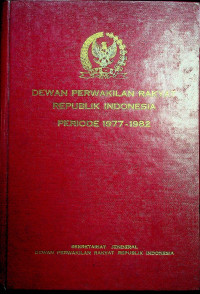 DEWAN PERWAKILAN RAKYAT
REPUBLIK INDONESIA
PERIODE 1977-1982
SEKRETARIAT JENDERAL
DEWAN PERWAKILAN RAKYAT REPUBLIK INDONESIA